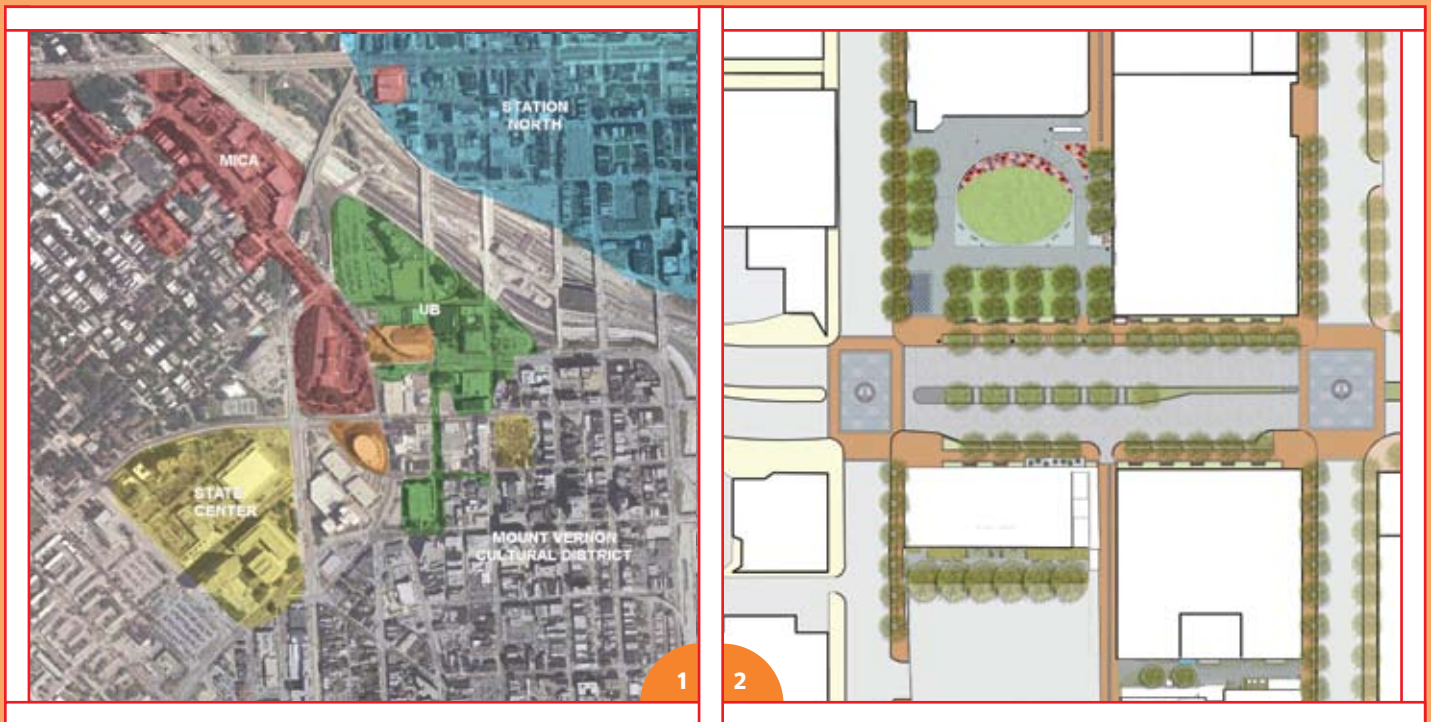 STATION
NORTH
MICA
UB
STATE
CENTER
MOUNT VERNON
CULTURAL DISTRICT
1
2